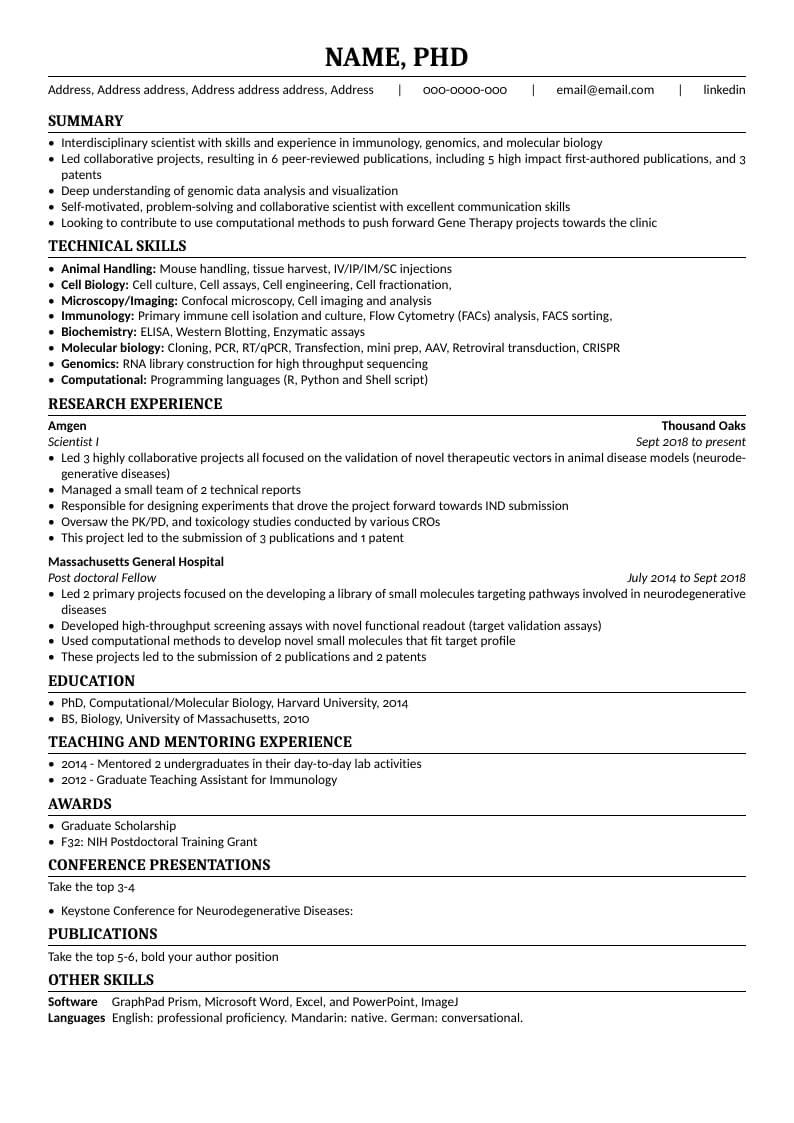 NAME, PHD
Address, Address address, Address address address, Address | 000-0000-000 | email@email.com | linkedin
SUMMARY
• Interdisciplinary scientist with skills and experience in immunology, genomics, and molecular biology
• Led collaborative projects, resulting in 6 peer-reviewed publications, including 5 high impact first-authored publications, and 3
patents
• Deep understanding of genomic data analysis and visualization
• Self-motivated, problem-solving and collaborative scientist with excellent communication skills
• Looking to contribute to use computational methods to push forward Gene Therapy projects towards the clinic
TECHNICAL SKILLS
• Animal Handling: Mouse handling, tissue harvest, IV/IP/IM/SC injections
• Cell Biology: Cell culture, Cell assays, Cell engineering, Cell fractionation,
• Microscopy/Imaging: Confocal microscopy, Cell imaging and analysis
• Immunology: Primary immune cell isolation and culture, Flow Cytometry (FACs) analysis, FACS sorting,
• Biochemistry: ELISA, Western Blotting, Enzymatic assays
• Molecular biology: Cloning, PCR, RT/qPCR, Transfection, mini prep, AAV, Retroviral transduction, CRISPR
• Genomics: RNA library construction for high throughput sequencing
• Computational: Programming languages (R, Python and Shell script)
RESEARCH EXPERIENCE
Amgen Thousand Oaks
Scientist I Sept 2018 to present
• Led 3 highly collaborative projects all focused on the validation of novel therapeutic vectors in animal disease models (neurode-
generative diseases)
• Managed a small team of 2 technical reports
• Responsible for designing experiments that drove the project forward towards IND submission
• Oversaw the PK/PD, and toxicology studies conducted by various CROs
• This project led to the submission of 3 publications and 1 patent
Massachusetts General Hospital
Post doctoral Fellow July 2014 to Sept 2018
• Led 2 primary projects focused on the developing a library of small molecules targeting pathways involved in neurodegenerative
diseases
• Developed high-throughput screening assays with novel functional readout (target validation assays)
• Used computational methods to develop novel small molecules that fit target profile
• These projects led to the submission of 2 publications and 2 patents
EDUCATION
• PhD, Computational/Molecular Biology, Harvard University, 2014
• BS, Biology, University of Massachusetts, 2010
TEACHING AND MENTORING EXPERIENCE
• 2014 - Mentored 2 undergraduates in their day-to-day lab activities
• 2012 - Graduate Teaching Assistant for Immunology
AWARDS
• Graduate Scholarship
• F32: NIH Postdoctoral Training Grant
CONFERENCE PRESENTATIONS
Take the top 3-4
• Keystone Conference for Neurodegenerative Diseases:
PUBLICATIONS
Take the top 5-6, bold your author position
OTHER SKILLS
Software GraphPad Prism, Microsoft Word, Excel, and PowerPoint, ImageJ
Languages English: professional proficiency. Mandarin: native. German: conversational.